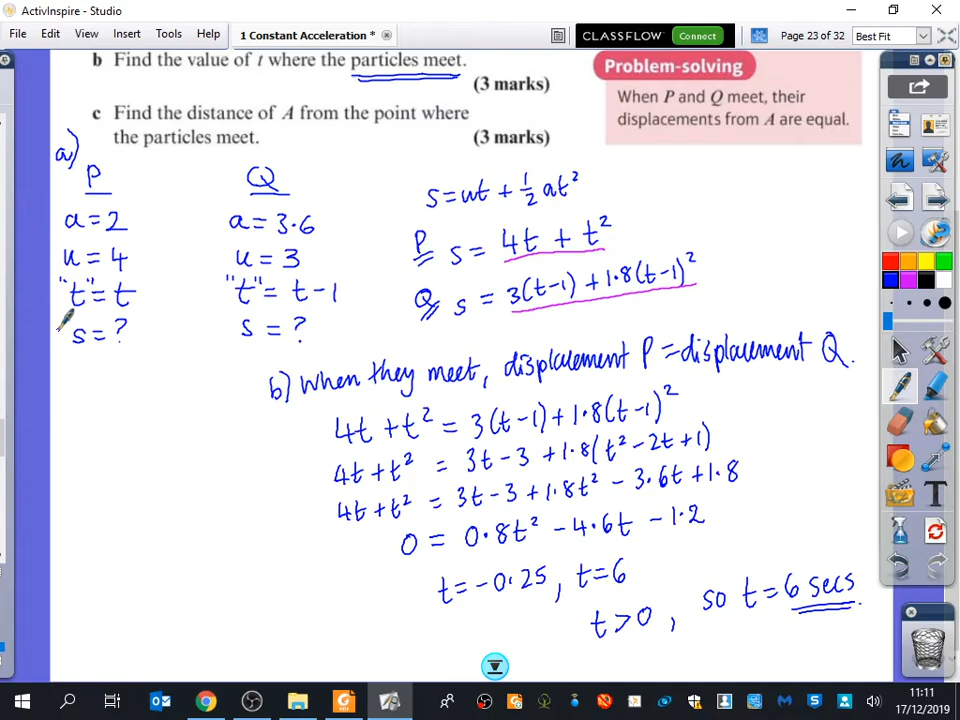 ActivInspire - Studio
File Edit View Insert Tools Help
1 Constant Acceleration *
CLASSFLOW Connect
Page 23 of 32
Best Fit
b Find the value of t where the particles meet.
(3 marks)
c Find the distance of A from the point where
the particles meet.
(3 marks)
Problem-solving
When P and Q meet, their
displacements from A are equal.
a)
P
a = 2
u = 4
"t" = t
s = ?
Q
a = 3.6
u = 3
"t" = t - 1
s = ?
s = ut + 1/2 at²
P s = 4t + t²
Q s = 3(t-1) + 1.8(t-1)²
b) When they meet, displacement P = displacement Q.
4t + t² = 3(t-1) + 1.8(t-1)²
4t + t² = 3t - 3 + 1.8(t² - 2t + 1)
4t + t² = 3t - 3 + 1.8t² - 3.6t + 1.8
0 = 0.8t² - 4.6t - 1.2
t = -0.25, t = 6
t > 0, so t = 6 secs.
11:11
17/12/2019